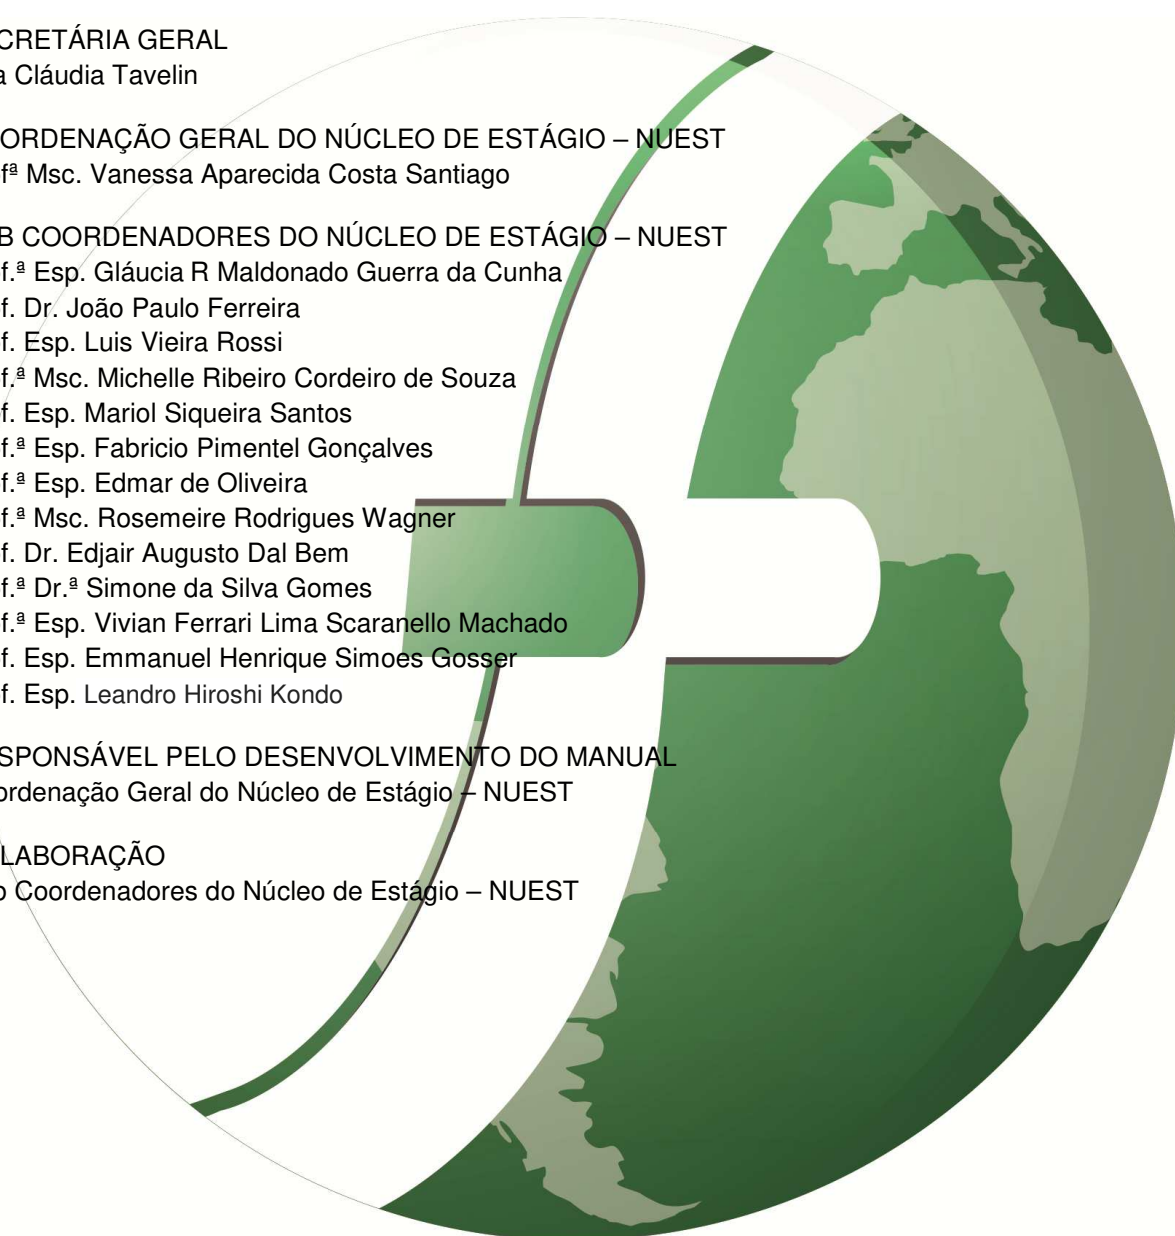 CRETÁRIA GERAL
a Cláudia Tavelin
ORDENAÇÃO GERAL DO NÚCLEO DE ESTÁGIO – NUEST
fª Msc. Vanessa Aparecida Costa Santiago
B COORDENADORES DO NÚCLEO DE ESTÁGIO – NUEST
f.ª Esp. Gláucia R Maldonado Guerra da Cunha
f. Dr. João Paulo Ferreira
f. Esp. Luis Vieira Rossi
f.ª Msc. Michelle Ribeiro Cordeiro de Souza
f. Esp. Mariol Siqueira Santos
f.ª Esp. Fabricio Pimentel Gonçalves
f.ª Esp. Edmar de Oliveira
f.ª Msc. Rosemeire Rodrigues Wagner
f. Dr. Edjair Augusto Dal Bem
f.ª Dr.ª Simone da Silva Gomes
f.ª Esp. Vivian Ferrari Lima Scaranello Machado
f. Esp. Emmanuel Henrique Simoes Gosser
f. Esp. Leandro Hiroshi Kondo
SPONSÁVEL PELO DESENVOLVIMENTO DO MANUAL
ordenação Geral do Núcleo de Estágio – NUEST
LABORAÇÃO
o Coordenadores do Núcleo de Estágio – NUEST